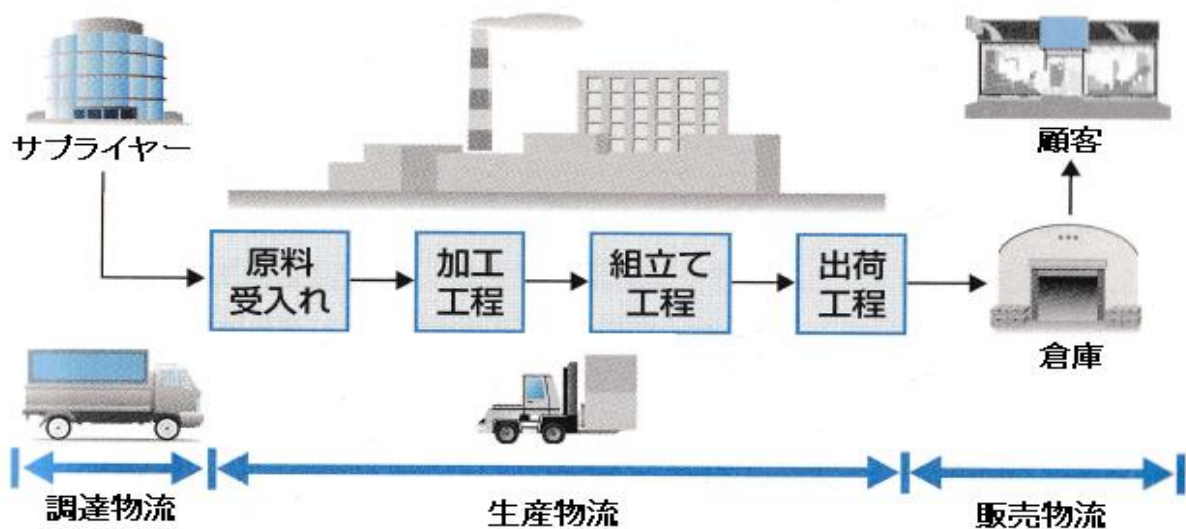 サプライヤー
顧客
原料
受入れ
加工
工程
組立て
工程
出荷
工程
倉庫
調達物流
生産物流
販売物流